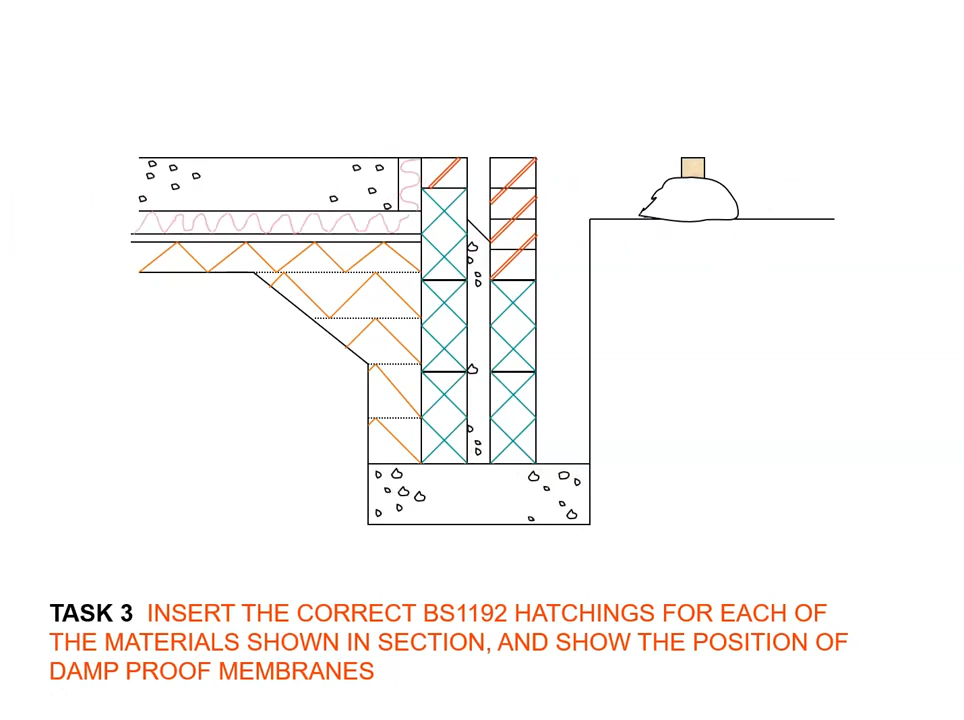 TASK 3 INSERT THE CORRECT BS1192 HATCHINGS FOR EACH OF
THE MATERIALS SHOWN IN SECTION, AND SHOW THE POSITION OF
DAMP PROOF MEMBRANES